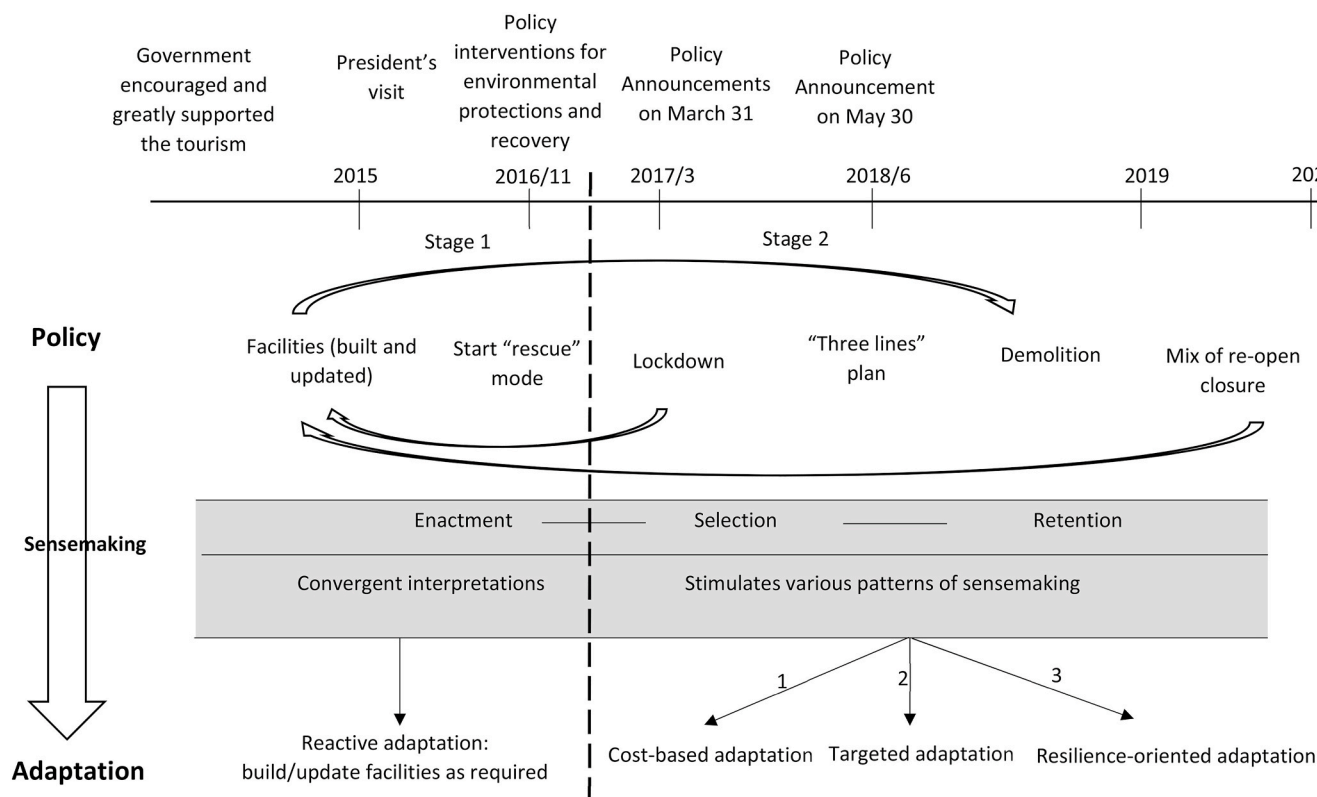 Government
encouraged and
greatly supported
the tourism
President’s
visit
Policy
interventions for
environmental
protections and
recovery
Policy
Announcements
on March 31
Policy
Announcement
on May 30
2015
2016/11
2017/3
2018/6
2019
Stage 1
Stage 2
Policy
Facilities (built and
updated)
Start “rescue”
mode
Lockdown
“Three lines”
plan
Demolition
Mix of re-open
closure
Sensemaking
Enactment
Selection
Retention
Convergent interpretations
Stimulates various patterns of sensemaking
1
2
3
Adaptation
Reactive adaptation:
build/update facilities as required
Cost-based adaptation
Targeted adaptation
Resilience-oriented adaptation